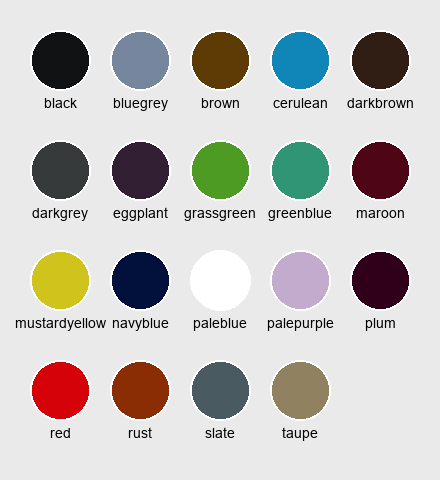 black bluegrey brown cerulean darkbrown
darkgrey eggplant grassgreen greenblue maroon
mustardyellow navyblue paleblue palepurple plum
red rust slate taupe